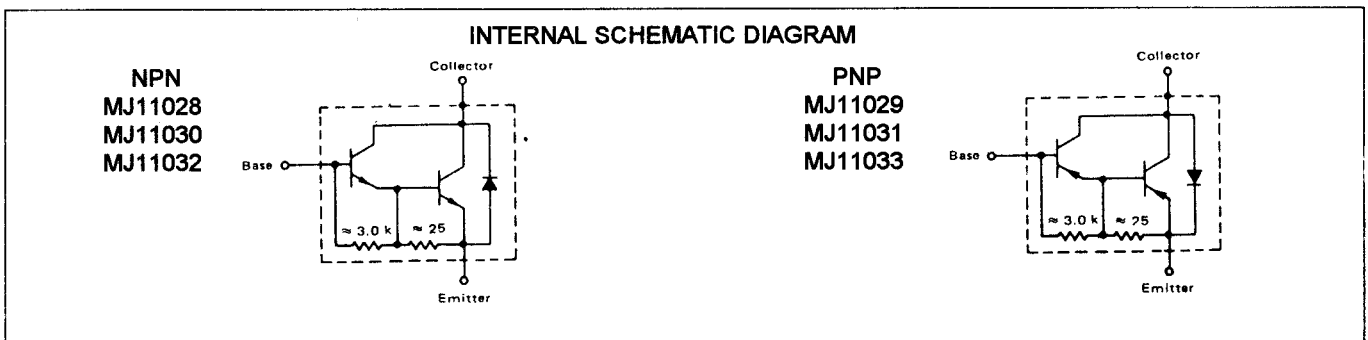 INTERNAL SCHEMATIC DIAGRAM
NPN
MJ11028
MJ11030
MJ11032
Collector
Base
≈ 3.0 k
≈ 25
Emitter
PNP
MJ11029
MJ11031
MJ11033
Collector
Base
≈ 3.0 k
≈ 25
Emitter